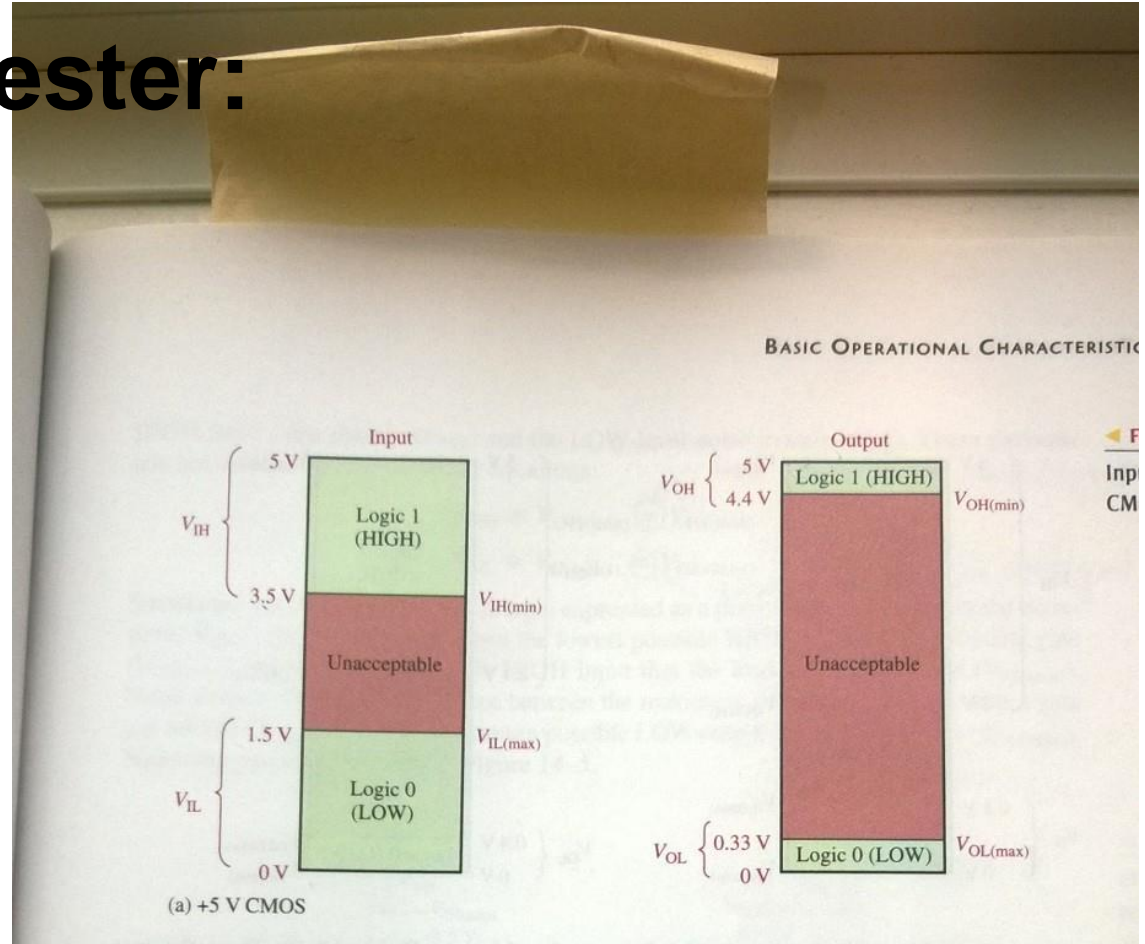 ester:
BASIC OPERATIONAL CHARACTERISTIC
Input
5 V
VIH
Logic 1
(HIGH)
3.5 V
VIH(min)
Unacceptable
1.5 V
VIL(max)
VIL
Logic 0
(LOW)
0 V
(a) +5 V CMOS
Output
VOH
5 V
Logic 1 (HIGH)
4.4 V
VOH(min)
Unacceptable
VOL
0.33 V
VOL(max)
Logic 0 (LOW)
0 V
F
Inp
CM